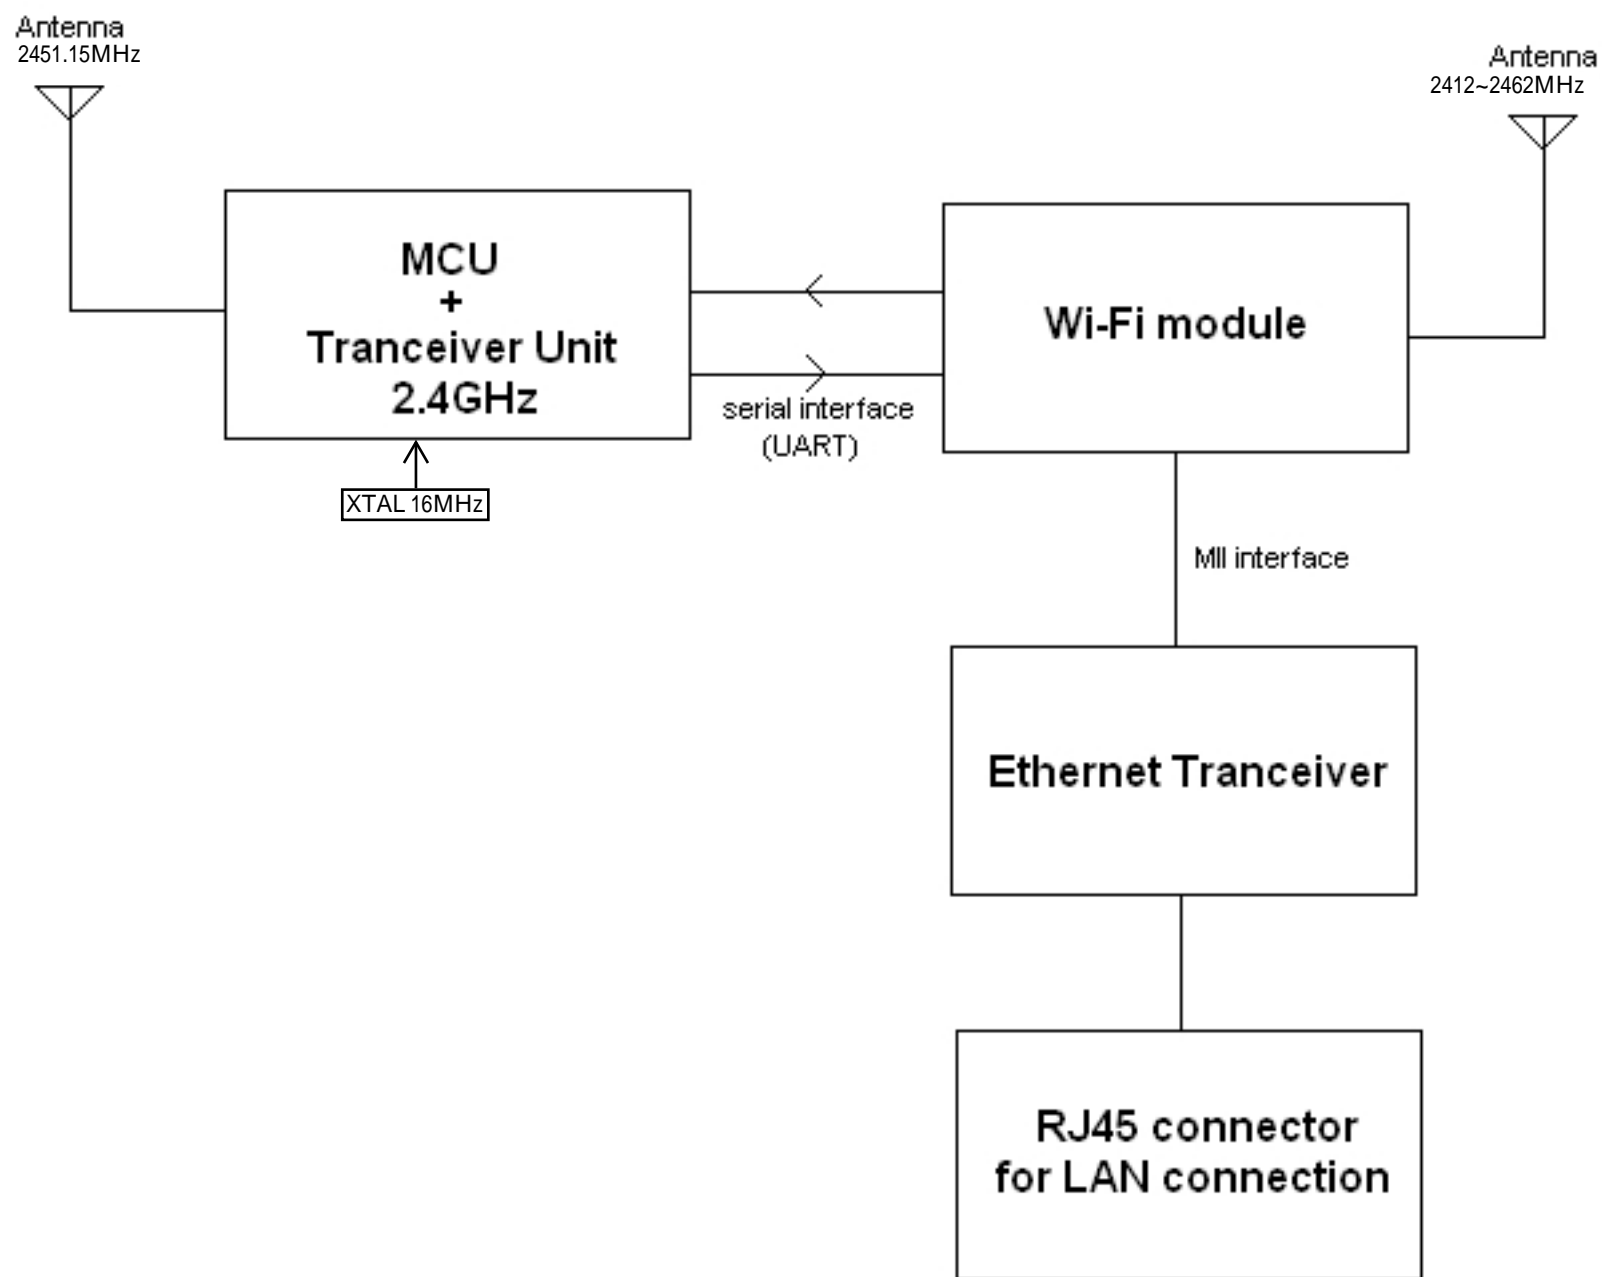 Antenna
2451.15MHz
Antenna
2412~2462MHz
MCU
+
Tranceiver Unit
2.4GHz
Wi-Fi module
serial interface
(UART)
XTAL 16MHz
MII interface
Ethernet Tranceiver
RJ45 connector
for LAN connection